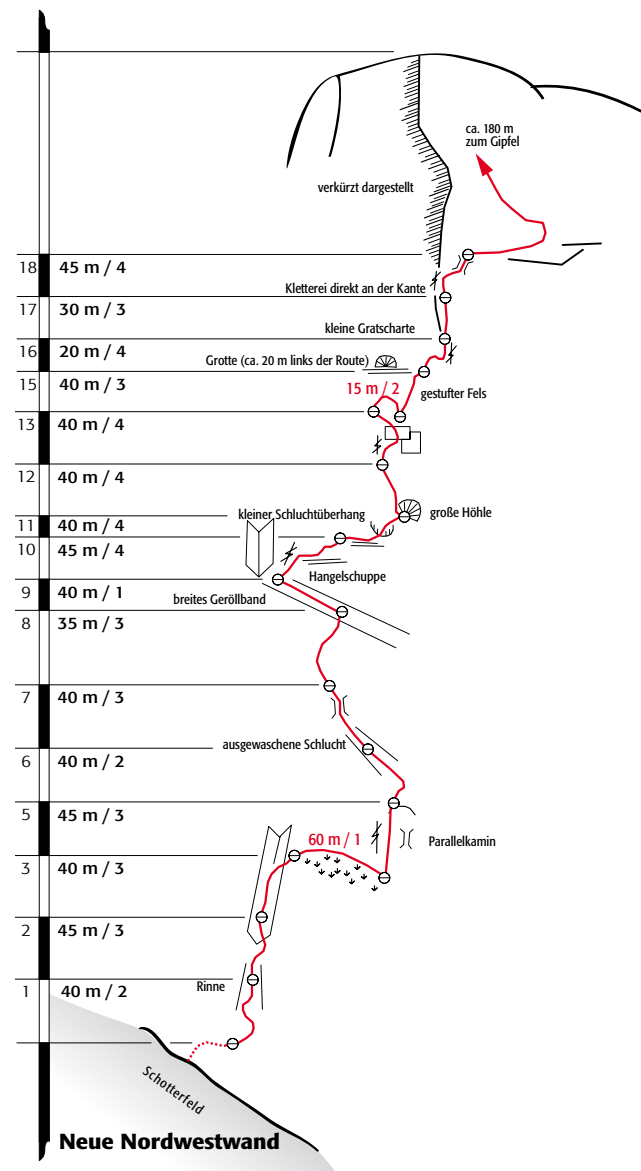 ca. 180 m
zum Gipfel
verkürzt dargestellt
18 45 m / 4
Kletterei direkt an der Kante
17 30 m / 3
kleine Gratscharte
16 20 m / 4
Grotte (ca. 20 m links der Route)
15 40 m / 3
15 m / 2
gestufter Fels
13 40 m / 4
12 40 m / 4
kleiner Schluchtüberhang
große Höhle
11 40 m / 4
10 45 m / 4
Hangelschuppe
9 40 m / 1
breites Geröllband
8 35 m / 3
7 40 m / 3
ausgewaschene Schlucht
6 40 m / 2
5 45 m / 3
60 m / 1
Parallelkamin
3 40 m / 3
2 45 m / 3
Rinne
1 40 m / 2
Schotterfeld
Neue Nordwestwand